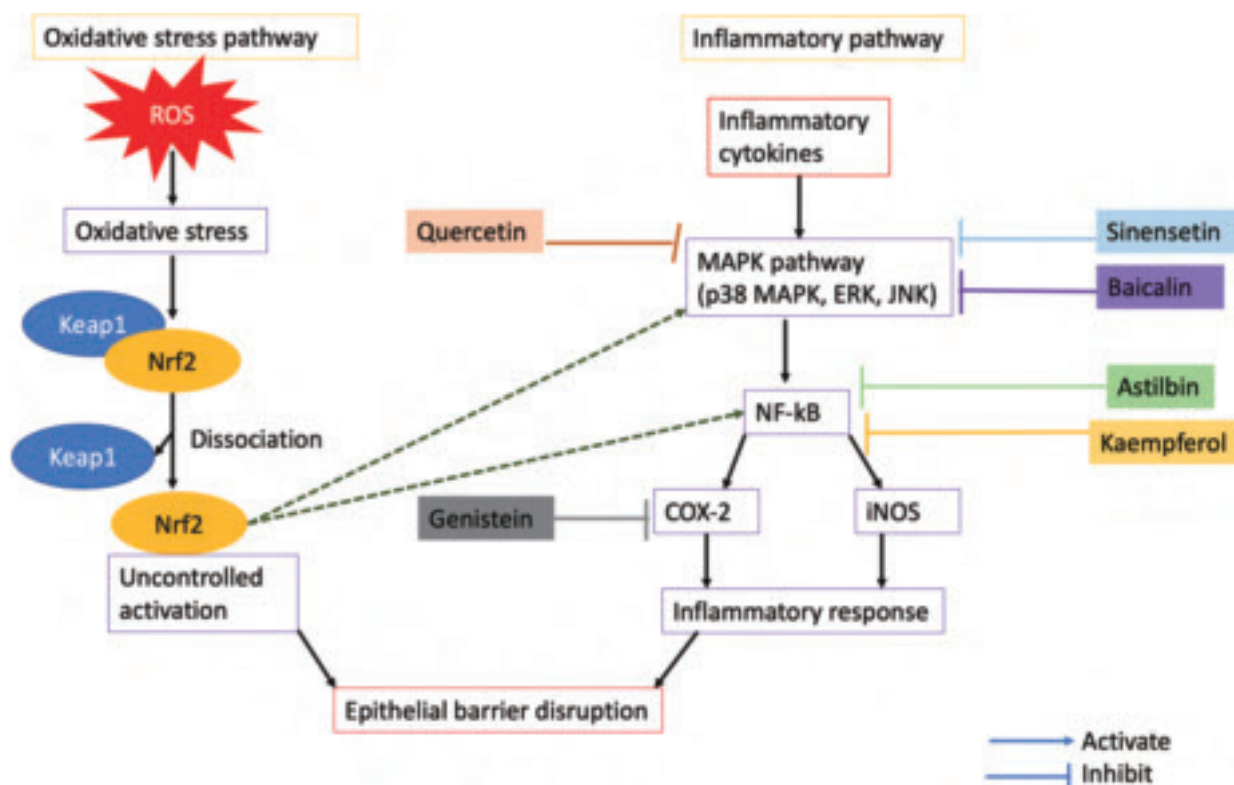 Oxidative stress pathway
ROS
Oxidative stress
Keap1
Nrf2
Dissociation
Keap1
Nrf2
Uncontrolled
activation
Inflammatory pathway
Inflammatory
cytokines
Quercetin
MAPK pathway
(p38 MAPK, ERK, JNK)
Sinensetin
Baicalin
NF-kB
Astilbin
Kaempferol
Genistein
COX-2
iNOS
Inflammatory response
Epithelial barrier disruption
Activate
Inhibit